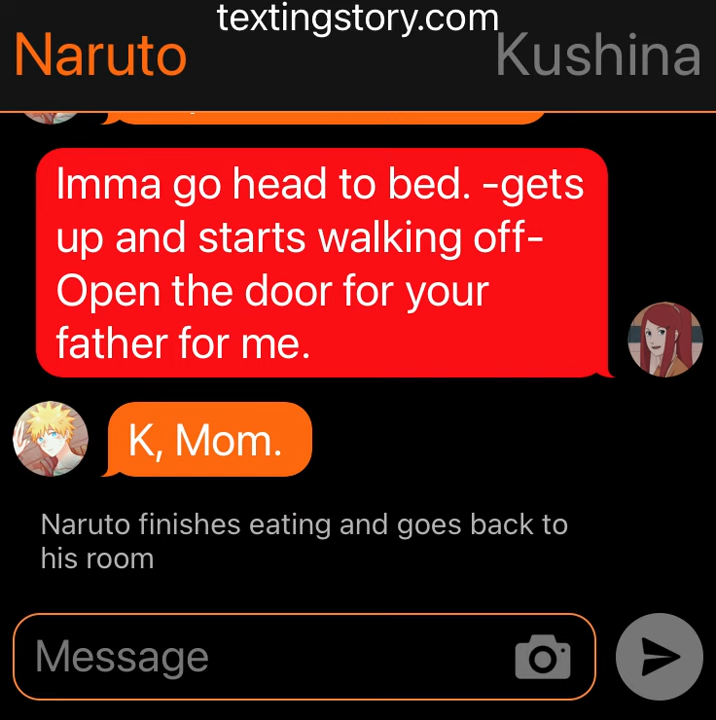 textingstory.com
Naruto
Kushina
Imma go head to bed. -gets
up and starts walking off-
Open the door for your
father for me.
K, Mom.
Naruto finishes eating and goes back to
his room
Message